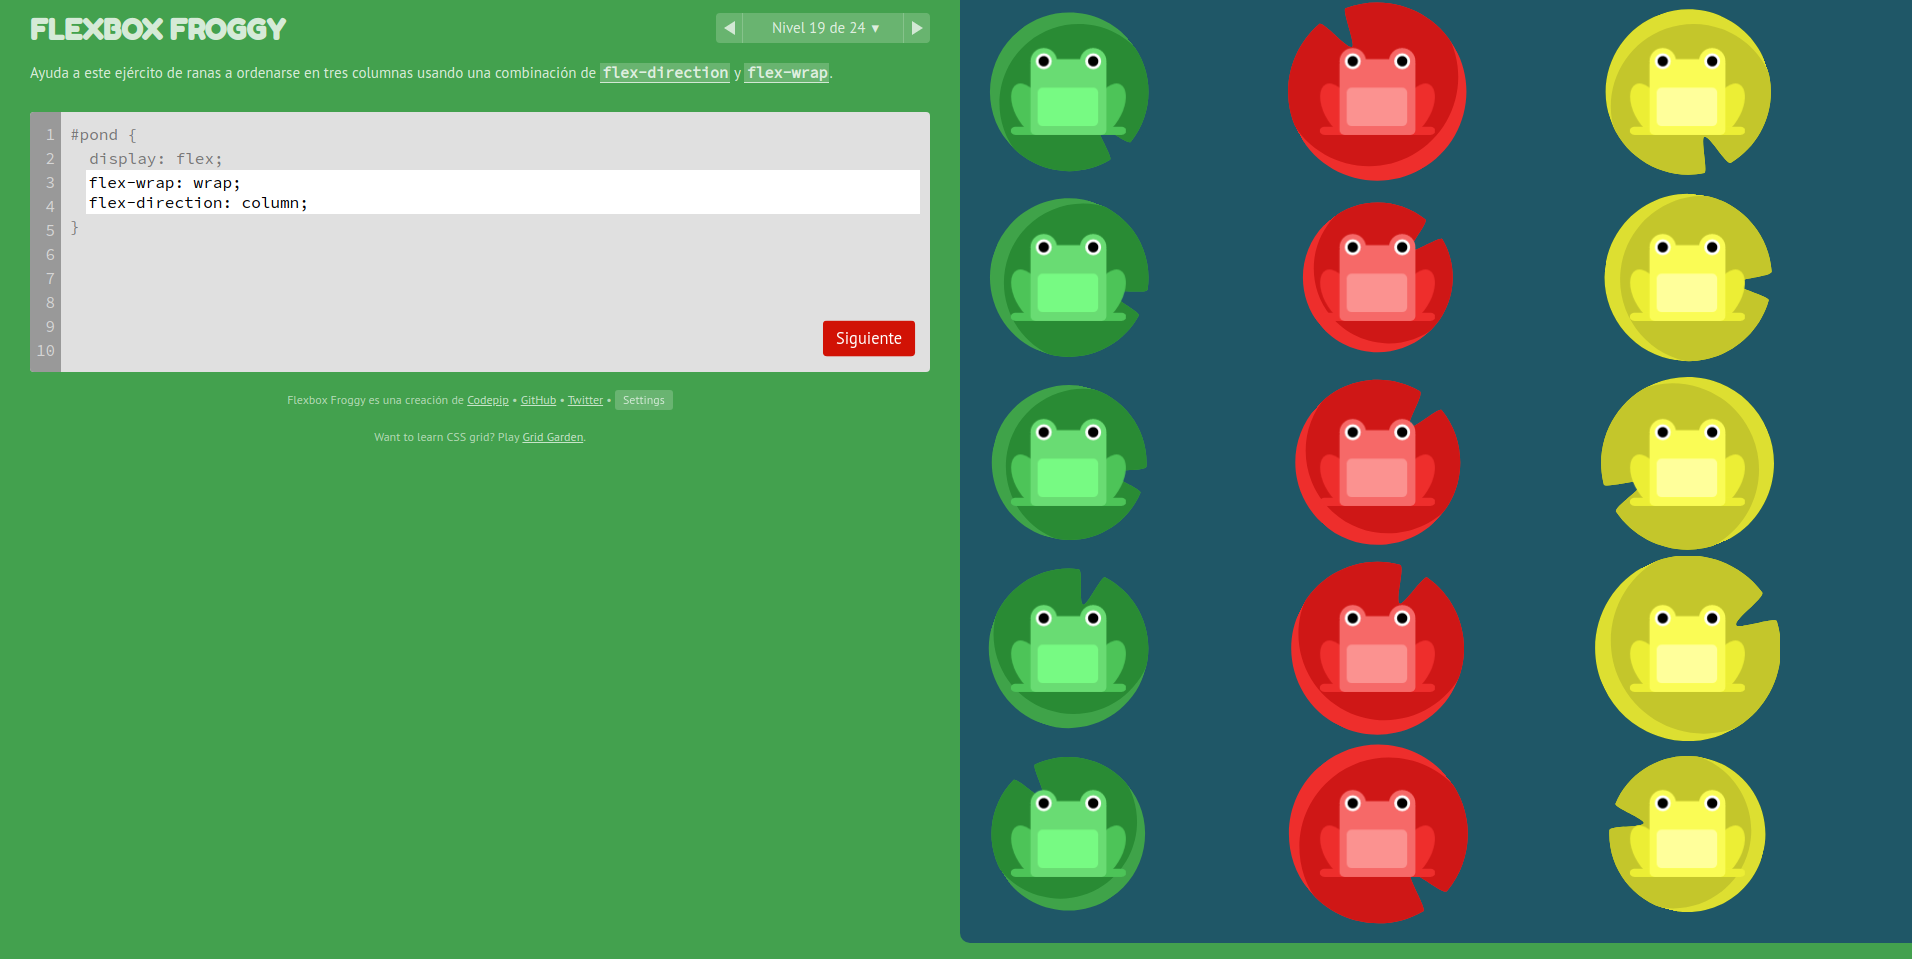 FLEXBOX FROGGY
◀ Nivel 19 de 24 ▼ ▶
Ayuda a este ejército de ranas a ordenarse en tres columnas usando una combinación de flex-direction y flex-wrap.
1 #pond {
2 display: flex;
3 flex-wrap: wrap;
4 flex-direction: column;
5 }
6
7
8
9
10
Siguiente
Flexbox Froggy es una creación de Codepip • GitHub • Twitter • Settings
Want to learn CSS grid? Play Grid Garden.